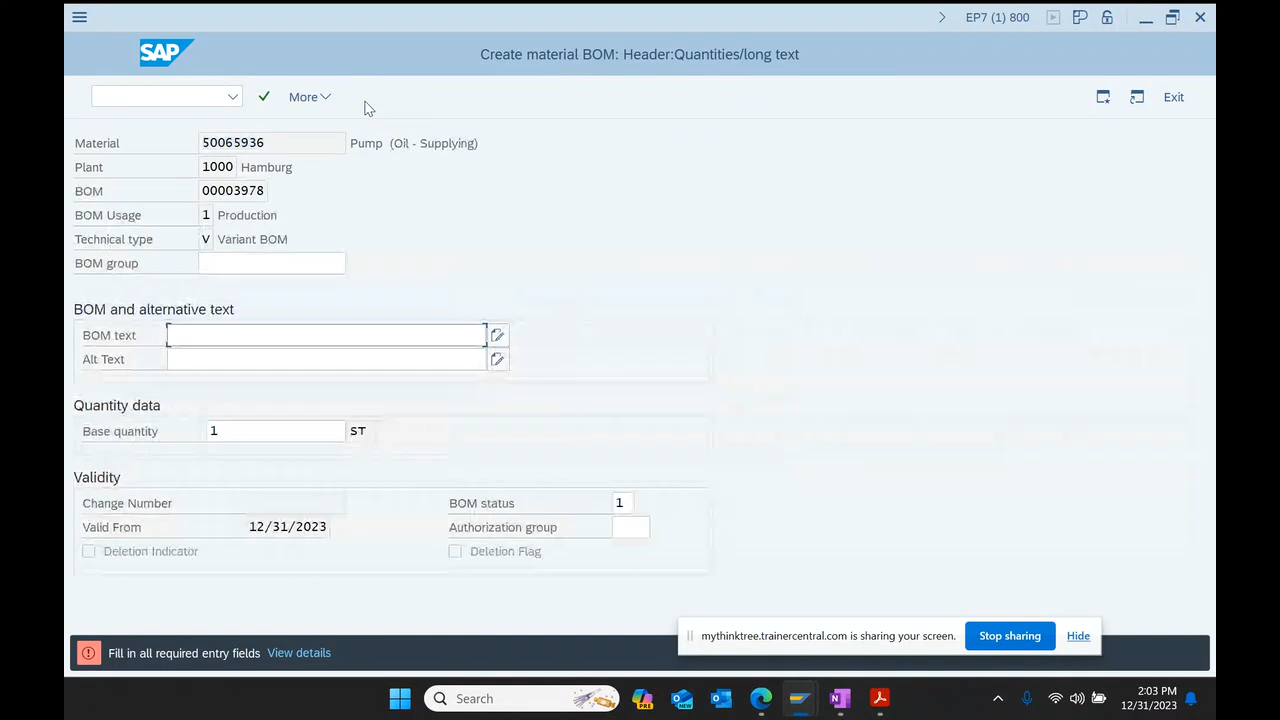 EP7 (1) 800
SAP
Create material BOM: Header:Quantities/long text
More
Exit
Material 50065936 Pump (Oil - Supplying)
Plant 1000 Hamburg
BOM 00003978
BOM Usage 1 Production
Technical type V Variant BOM
BOM group
BOM and alternative text
BOM text
Alt Text
Quantity data
Base quantity 1 ST
Validity
Change Number BOM status 1
Valid From 12/31/2023 Authorization group
Deletion Indicator Deletion Flag
mythinktree.trainercentral.com is sharing your screen. Stop sharing Hide
Fill in all required entry fields View details
Search
PRE
NEW
2:03 PM
12/31/2023